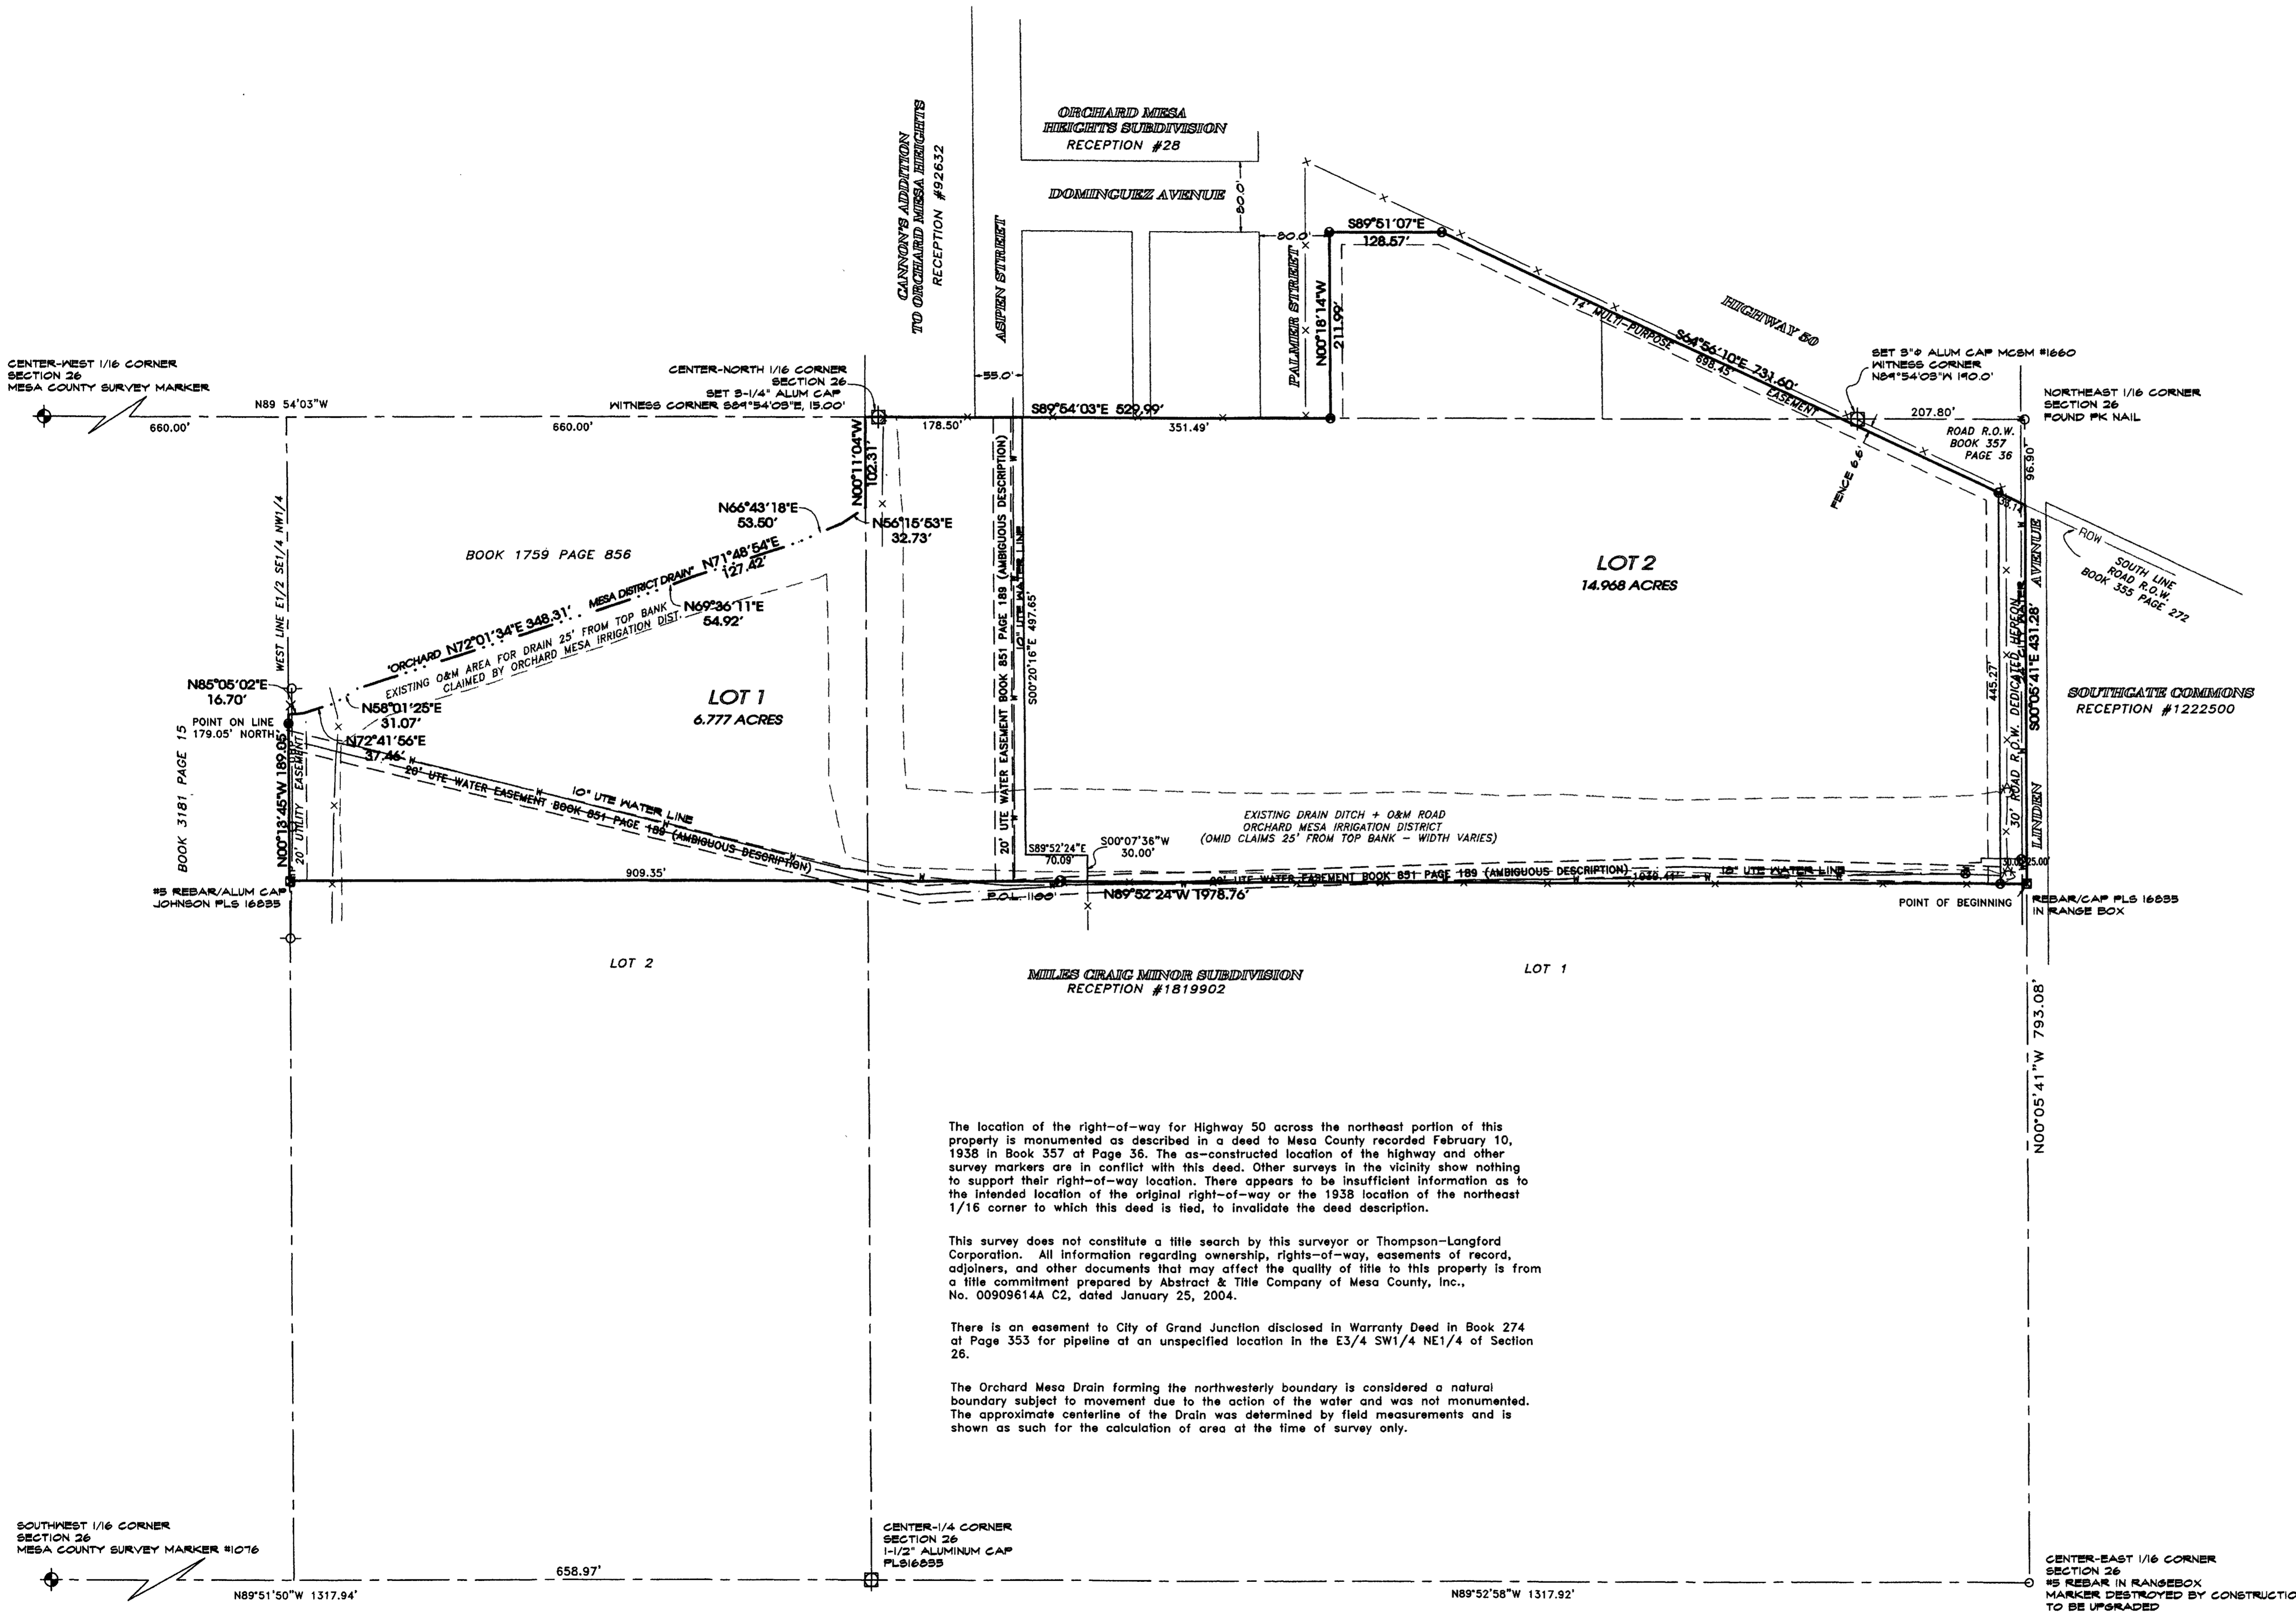 ORCHARD MESA
HEIGHTS SUBDIVISION
RECEPTION #28
CANNON'S ADDITION
TO ORCHARD MESA HEIGHTS
RECEPTION #92632
DOMINGUEZ AVENUE
80.0'
ASPEN STREET
80.0'
PALMER STREET
S89°51'07"E
128.57'
N00°18'14"W
211.99'
HIGHWAY 50
14' MULTI-PURPOSE
EASEMENT
S64°56'10"E 731.60'
698.45'
SET 3"Φ ALUM CAP MCSM #1660
WITNESS CORNER
N89°54'03"W 190.0'
NORTHEAST 1/16 CORNER
SECTION 26
FOUND PK NAIL
207.80'
ROAD R.O.W.
BOOK 357
PAGE 36
96.90'
FENCE 6.6'
CENTER-WEST 1/16 CORNER
SECTION 26
MESA COUNTY SURVEY MARKER
N89 54'03"W
660.00'
660.00'
CENTER-NORTH 1/16 CORNER
SECTION 26
SET 3-1/4" ALUM CAP
WITNESS CORNER S89°54'03"E, 15.00'
55.0'
S89°54'03"E 529.99'
178.50'
351.49'
N00°11'04"W
102.31'
WEST LINE E1/2 SE1/4 NW1/4
BOOK 1759 PAGE 856
N66°43'18"E
53.50'
N56°15'53"E
32.73'
N71°48'54"E
127.42'
N69°36'11"E
54.92'
"ORCHARD N72°01'34"E 348.31' MESA DISTRICT DRAIN"
EXISTING O&M AREA FOR DRAIN 25' FROM TOP BANK
CLAIMED BY ORCHARD MESA IRRIGATION DIST.
N85°05'02"E
16.70'
N58°01'25"E
31.07'
N72°41'56"E
37.46'
POINT ON LINE
179.05' NORTH
BOOK 3181 PAGE 15
N00°13'45"W 189.05'
20' UTILITY EASEMENT
LOT 1
6.777 ACRES
LOT 2
14.968 ACRES
10" UTE WATER LINE
20' UTE WATER EASEMENT BOOK 851 PAGE 189 (AMBIGUOUS DESCRIPTION)
20' UTE WATER EASEMENT BOOK 851 PAGE 189 (AMBIGUOUS DESCRIPTION)
10" UTE WATER LINE
S00°20'16"E 497.65'
ROW
SOUTH LINE
ROAD R.O.W.
BOOK 355 PAGE 272
445.27'
30' ROAD R.O.W. DEDICATED HEREON
S00°05'41"E 431.28'
LINDEN AVENUE
SOUTHGATE COMMONS
RECEPTION #1222500
EXISTING DRAIN DITCH + O&M ROAD
ORCHARD MESA IRRIGATION DISTRICT
(OMID CLAIMS 25' FROM TOP BANK - WIDTH VARIES)
S89°52'24"E
70.09'
S00°07'36"W
30.00'
909.35'
20' UTE WATER EASEMENT BOOK 851 PAGE 189 (AMBIGUOUS DESCRIPTION)
18" UTE WATER LINE
25.00'
N89°52'24"W 1978.76'
#5 REBAR/ALUM CAP
JOHNSON PLS 16835
POINT OF BEGINNING
REBAR/CAP PLS 16835
IN RANGE BOX
LOT 2
MILES CRAIG MINOR SUBDIVISION
RECEPTION #1819902
LOT 1
N00°05'41"W 793.08'
The location of the right-of-way for Highway 50 across the northeast portion of this
property is monumented as described in a deed to Mesa County recorded February 10,
1938 in Book 357 at Page 36. The as-constructed location of the highway and other
survey markers are in conflict with this deed. Other surveys in the vicinity show nothing
to support their right-of-way location. There appears to be insufficient information as to
the intended location of the original right-of-way or the 1938 location of the northeast
1/16 corner to which this deed is tied, to invalidate the deed description.
This survey does not constitute a title search by this surveyor or Thompson-Langford
Corporation. All information regarding ownership, rights-of-way, easements of record,
adjoiners, and other documents that may affect the quality of title to this property is from
a title commitment prepared by Abstract & Title Company of Mesa County, Inc.,
No. 00909614A C2, dated January 25, 2004.
There is an easement to City of Grand Junction disclosed in Warranty Deed in Book 274
at Page 353 for pipeline at an unspecified location in the E3/4 SW1/4 NE1/4 of Section
26.
The Orchard Mesa Drain forming the northwesterly boundary is considered a natural
boundary subject to movement due to the action of the water and was not monumented.
The approximate centerline of the Drain was determined by field measurements and is
shown as such for the calculation of area at the time of survey only.
SOUTHWEST 1/16 CORNER
SECTION 26
MESA COUNTY SURVEY MARKER #1076
N89°51'50"W 1317.94'
658.97'
CENTER-1/4 CORNER
SECTION 26
1-1/2" ALUMINUM CAP
PLS16835
N89°52'58"W 1317.92'
CENTER-EAST 1/16 CORNER
SECTION 26
#5 REBAR IN RANGEBOX
MARKER DESTROYED BY CONSTRUCTIO
TO BE UPGRADED